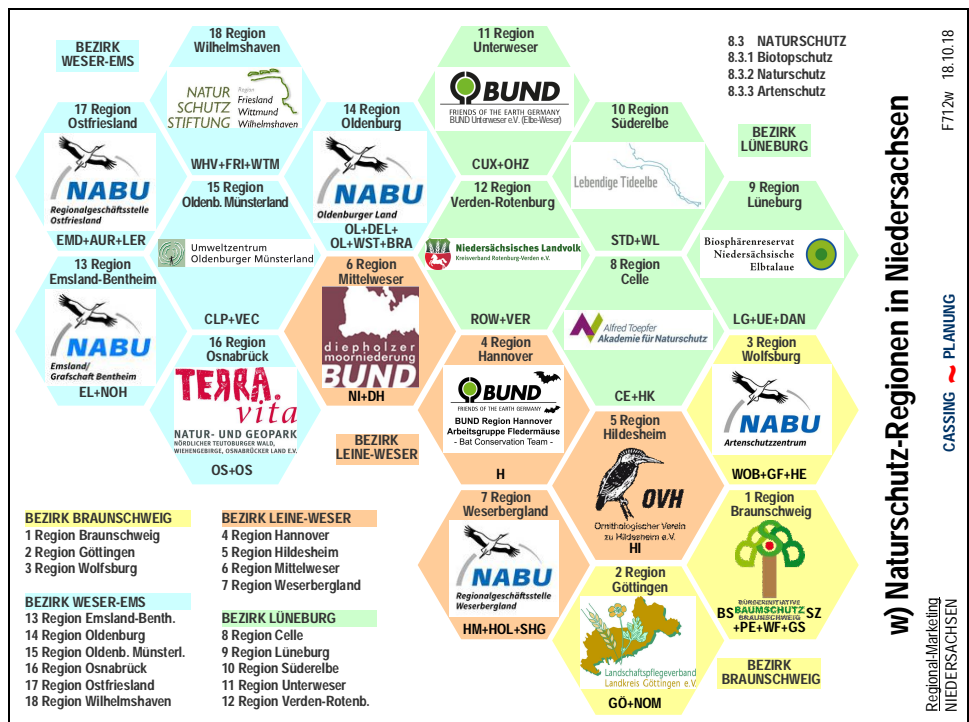 BEZIRK
WESER-EMS
18 Region
Wilhelmshaven
NATUR
SCHUTZ
STIFTUNG
Region
Friesland
Wittmund
Wilhelmshaven
WHV+FRI+WTM
11 Region
Unterweser
BUND
FRIENDS OF THE EARTH GERMANY
BUND Unterweser e.V. (Elbe-Weser)
CUX+OHZ
8.3 NATURSCHUTZ
8.3.1 Biotopschutz
8.3.2 Naturschutz
8.3.3 Artenschutz
17 Region
Ostfriesland
NABU
Regionalgeschäftsstelle
Ostfriesland
EMD+AUR+LER
14 Region
Oldenburg
NABU
Oldenburger Land
OL+DEL+
OL+WST+BRA
10 Region
Süderelbe
Lebendige Tideelbe
STD+WL
BEZIRK
LÜNEBURG
15 Region
Oldenb. Münsterland
Umweltzentrum
Oldenburger Münsterland
CLP+VEC
12 Region
Verden-Rotenburg
Niedersächsisches Landvolk
Kreisverband Rotenburg-Verden e.V.
ROW+VER
9 Region
Lüneburg
Biosphärenreservat
Niedersächsische
Elbtalaue
LG+UE+DAN
13 Region
Emsland-Bentheim
NABU
Emsland/
Grafschaft Bentheim
EL+NOH
6 Region
Mittelweser
diepholzer
moorniederung
BUND
NI+DH
8 Region
Celle
Alfred Toepfer
Akademie für Naturschutz
CE+HK
16 Region
Osnabrück
TERRA.
vita
NATUR- UND GEOPARK
NÖRDLICHER TEUTOBURGER WALD,
WIEHENGEBIRGE, OSNABRÜCKER LAND E.V.
OS+OS
4 Region
Hannover
BUND
FRIENDS OF THE EARTH GERMANY
BUND Region Hannover
Arbeitsgruppe Fledermäuse
- Bat Conservation Team -
H
3 Region
Wolfsburg
NABU
Artenschutzzentrum
WOB+GF+HE
BEZIRK
LEINE-WESER
5 Region
Hildesheim
OVH
Ornithologischer Verein
zu Hildesheim e.V.
HI
7 Region
Weserbergland
NABU
Regionalgeschäftsstelle
Weserbergland
HM+HOL+SHG
1 Region
Braunschweig
BÜRGERINITIATIVE
BS BAUMSCHUTZ SZ
BRAUNSCHWEIG
+PE+WF+GS
2 Region
Göttingen
Landschaftspflegeverband
Landkreis Göttingen e.V.
GÖ+NOM
BEZIRK
BRAUNSCHWEIG
BEZIRK BRAUNSCHWEIG
1 Region Braunschweig
2 Region Göttingen
3 Region Wolfsburg
BEZIRK LEINE-WESER
4 Region Hannover
5 Region Hildesheim
6 Region Mittelweser
7 Region Weserbergland
BEZIRK WESER-EMS
13 Region Emsland-Benth.
14 Region Oldenburg
15 Region Oldenb. Münsterl.
16 Region Osnabrück
17 Region Ostfriesland
18 Region Wilhelmshaven
BEZIRK LÜNEBURG
8 Region Celle
9 Region Lüneburg
10 Region Süderelbe
11 Region Unterweser
12 Region Verden-Rotenb.
w) Naturschutz-Regionen in Niedersachsen
Regional-Marketing
NIEDERSACHSEN
CASSING ~ PLANUNG
F712w 18.10.18